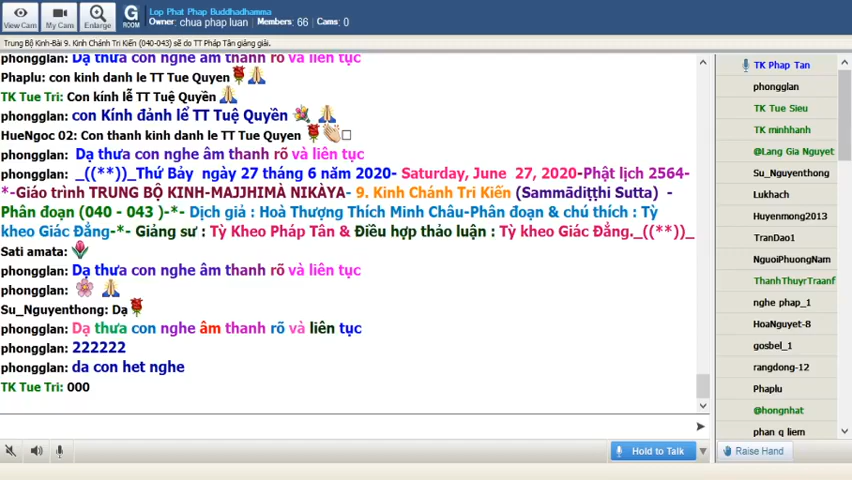 Lop Phat Phap Buddhadhamma
Owner: chua phap luan Members: 66 Cams: 0
View Cam My Cam Enlarge G ROOM
Trung Bộ Kinh-Bài 9. Kinh Chánh Tri Kiến (040-043) sẽ do TT Pháp Tân giảng giải.
phongglan: Dạ thưa con nghe âm thanh rõ và liên tục
Phaplu: con kinh danh le TT Tue Quyen
TK Tue Tri: Con kính lễ TT Tuệ Quyền
phongglan: con Kính đảnh lể TT Tuệ Quyền
HueNgoc 02: Con thanh kinh danh le TT Tue Quyen
phongglan: Dạ thưa con nghe âm thanh rõ và liên tục
phongglan: _((**))_Thứ Bảy ngày 27 tháng 6 năm 2020- Saturday, June 27, 2020-Phật lịch 2564-
*-Giáo trình TRUNG BỘ KINH-MAJJHIMÀ NIKÀYA- 9. Kinh Chánh Tri Kiến (Sammādiṭṭhi Sutta) -
Phân đoạn (040 - 043 )-*- Dịch giả : Hoà Thượng Thích Minh Châu-Phân đoạn & chú thích : Tỳ
kheo Giác Đẳng-*- Giảng sư : Tỳ Kheo Pháp Tân & Điều hợp thảo luận : Tỳ kheo Giác Đẳng._((**))_
Sati amata:
phongglan: Dạ thưa con nghe âm thanh rõ và liên tục
phongglan:
Su_Nguyenthong: Dạ
phongglan: Dạ thưa con nghe âm thanh rõ và liên tục
phongglan: 222222
phongglan: da con het nghe
TK Tue Tri: 000
Hold to Talk
TK Phap Tan
phongglan
TK Tue Sieu
TK minhhanh
@Lang Gia Nguyet
Su_Nguyenthong
Lukhach
Huyenmong2013
TranDao1
NguoiPhuongNam
ThanhThuyrTraanf
nghe phap_1
HoaNguyet-8
gosbel_1
rangdong-12
Phaplu
@hongnhat
phan q liem
Raise Hand